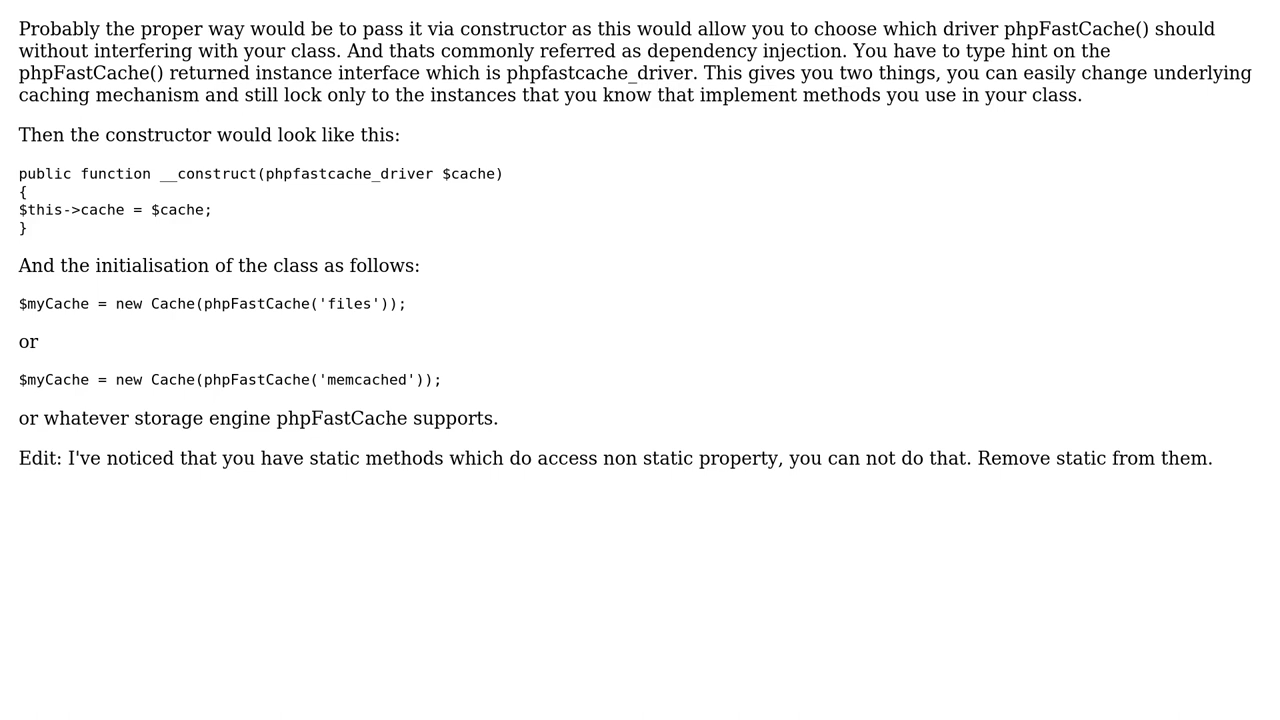 Probably the proper way would be to pass it via constructor as this would allow you to choose which driver phpFastCache() should
without interfering with your class. And thats commonly referred as dependency injection. You have to type hint on the
phpFastCache() returned instance interface which is phpfastcache_driver. This gives you two things, you can easily change underlying
caching mechanism and still lock only to the instances that you know that implement methods you use in your class.
Then the constructor would look like this:
public function __construct(phpfastcache_driver $cache)
{
$this->cache = $cache;
}
And the initialisation of the class as follows:
$myCache = new Cache(phpFastCache('files'));
or
$myCache = new Cache(phpFastCache('memcached'));
or whatever storage engine phpFastCache supports.
Edit: I've noticed that you have static methods which do access non static property, you can not do that. Remove static from them.